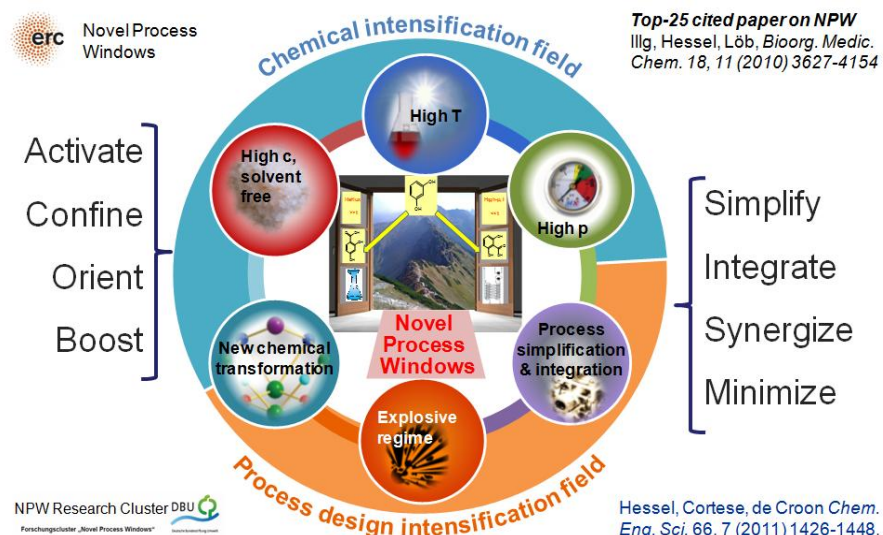 erc
Novel Process
Windows
Top-25 cited paper on NPW
Illg, Hessel, Löb, Bioorg. Medic.
Chem. 18, 11 (2010) 3627-4154
Chemical intensification field
High T
High c,
solvent
free
High p
Activate
Confine
Orient
Boost
Simplify
Integrate
Synergize
Minimize
Novel
Process
Windows
New chemical
transformation
Process
simplification
& integration
Explosive
regime
Process design intensification field
NPW Research Cluster
DBU
Forschungscluster „Novel Process Windows"
Hessel, Cortese, de Croon Chem.
Eng. Sci. 66, 7 (2011) 1426-1448.